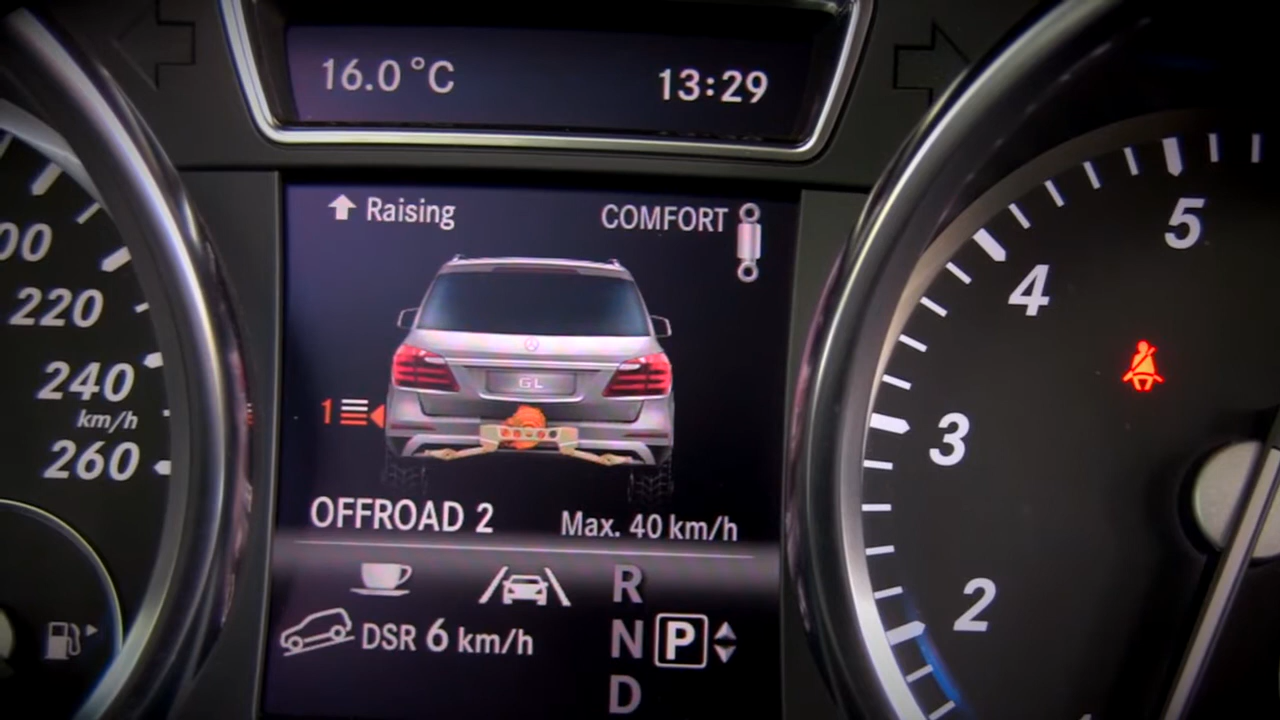 16.0°C
13:29
Raising
COMFORT
GL
1
OFFROAD 2
Max. 40 km/h
DSR 6 km/h
R
N
P
D
220
240
km/h
260
5
4
3
2